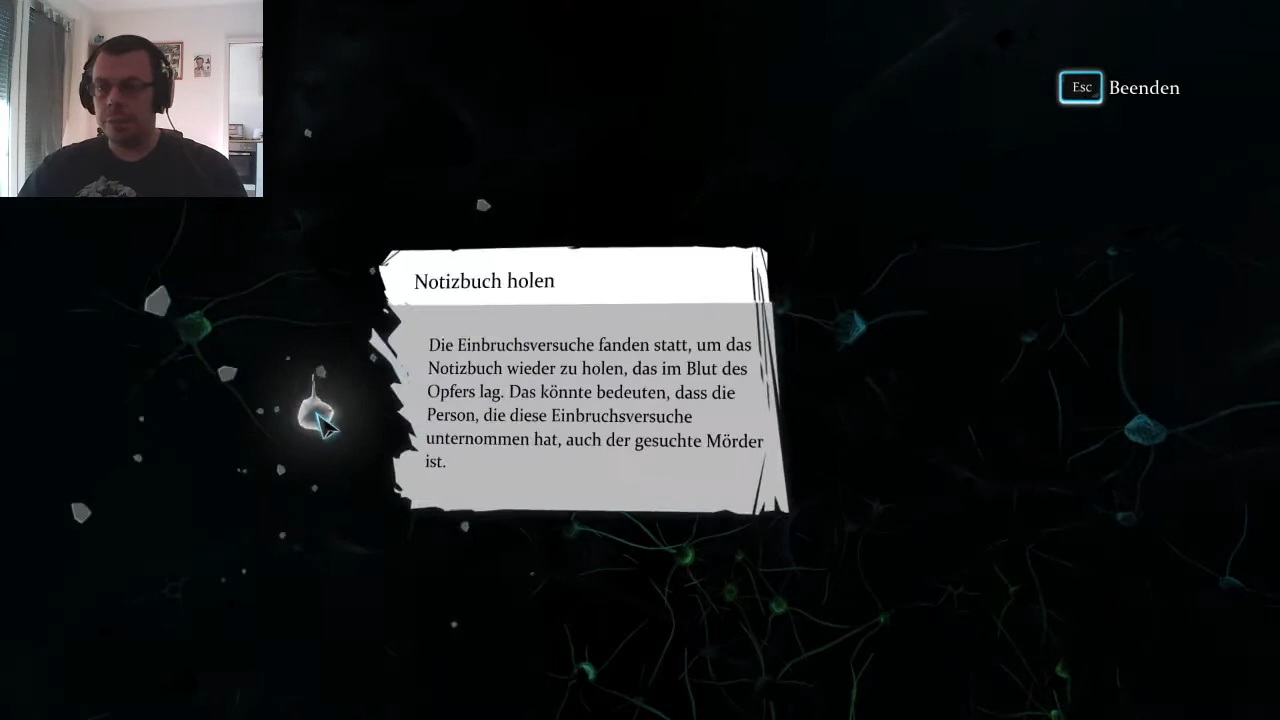 Esc Beenden
Notizbuch holen
Die Einbruchsversuche fanden statt, um das
Notizbuch wieder zu holen, das im Blut des
Opfers lag. Das könnte bedeuten, dass die
Person, die diese Einbruchsversuche
unternommen hat, auch der gesuchte Mörder
ist.